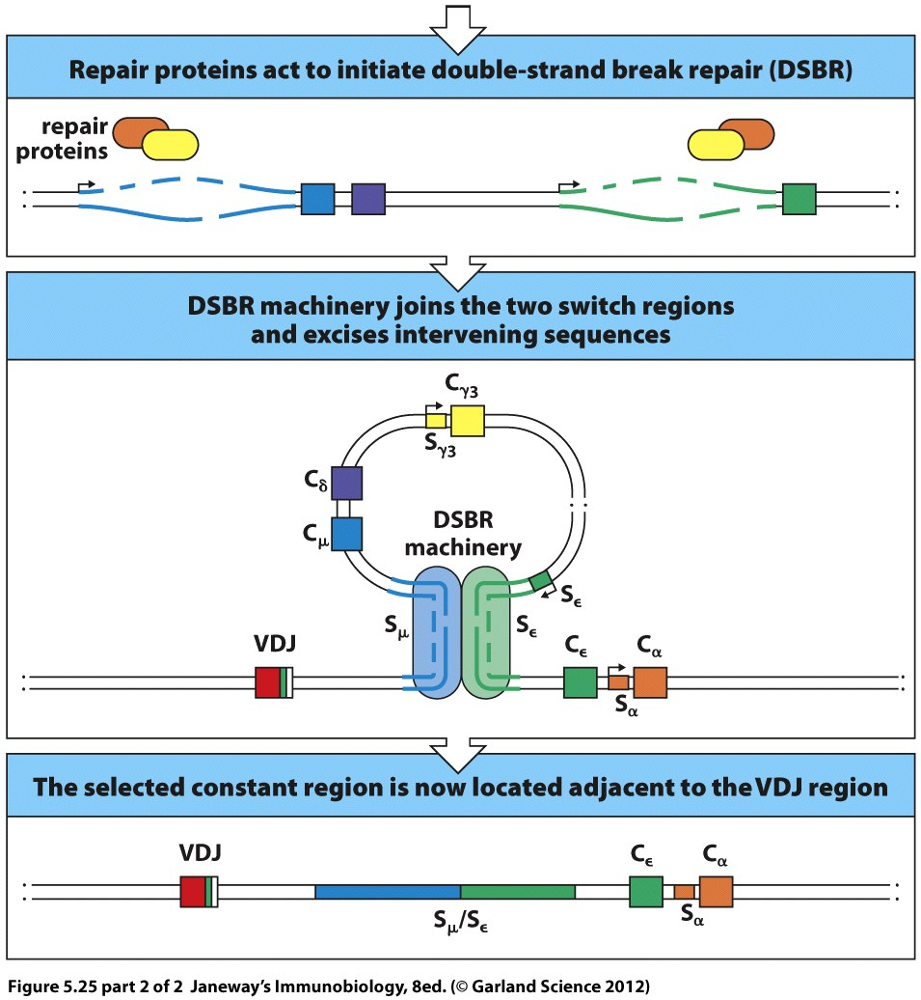 Repair proteins act to initiate double-strand break repair (DSBR)
repair
proteins
DSBR machinery joins the two switch regions
and excises intervening sequences
Cγ3
Sγ3
Cδ
Cμ
DSBR
machinery
Sϵ
Sμ
Sϵ
VDJ
Cϵ
Cα
Sα
The selected constant region is now located adjacent to the VDJ region
VDJ
Cϵ
Cα
Sμ/Sϵ
Sα
Figure 5.25 part 2 of 2 Janeway’s Immunobiology, 8ed. (© Garland Science 2012)